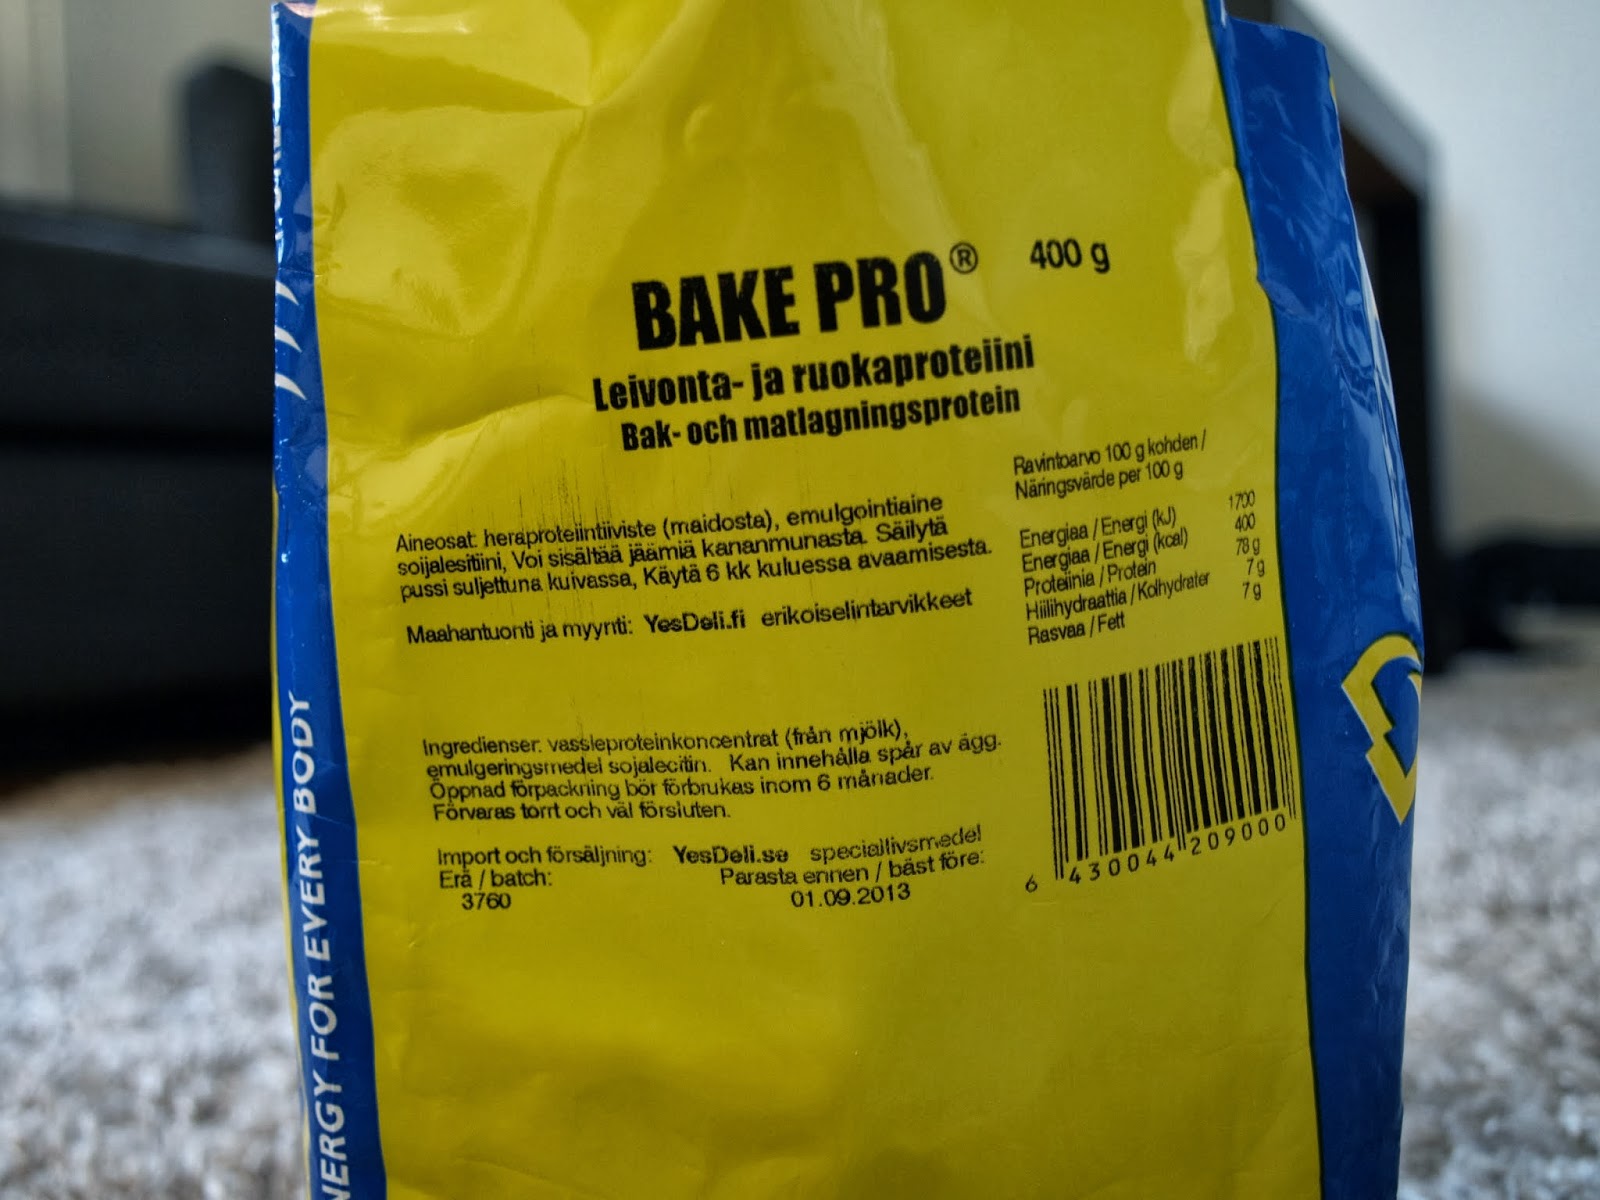 BAKE PRO® 400 g
Leivonta- ja ruokaproteiini
Bak- och matlagningsprotein
Aineosat: heraproteiintiiviste (maidosta), emulgointiaine
soijalesitiini, Voi sisältää jäämiä kananmunasta. Säilytä
pussi suljettuna kuivassa, Käytä 6 kk kuluessa avaamisesta.
Maahantuonti ja myynti: YesDeli.fi erikoiselintarvikkeet
Ravintoarvo 100 g kohden /
Näringsvärde per 100 g
Energiaa / Energi (kJ) 1700
Energiaa / Energi (kcal) 400
Proteiinia / Protein 78 g
Hiilihydraattia / Kolhydrater 7 g
Rasvaa / Fett 7 g
Ingredienser: vassleproteinkoncentrat (från mjölk),
emulgeringsmedel sojalecitin. Kan innehålla spår av ägg.
Öppnad förpackning bör förbrukas inom 6 månader.
Förvaras torrt och väl försluten.
Import och försäljning: YesDeli.se speciallivsmedel
Erä / batch: Parasta ennen / bäst före:
3760 01.09.2013
6 430044 209000
NERGY FOR EVERY BODY